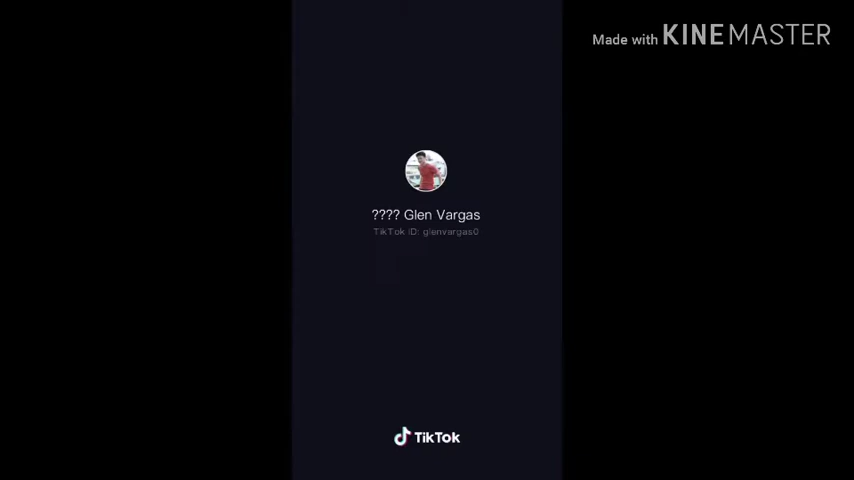 Made with KINEMASTER
???? Glen Vargas
TikTok ID: glenvargas0
TikTok